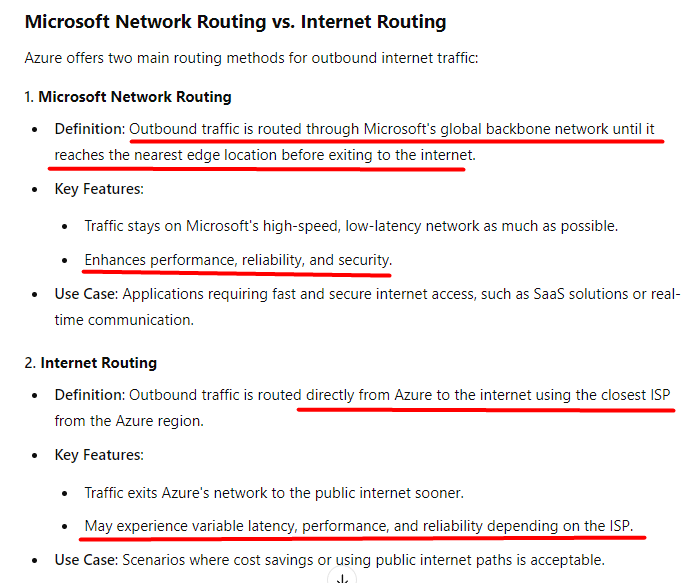 Microsoft Network Routing vs. Internet Routing
Azure offers two main routing methods for outbound internet traffic:
1. Microsoft Network Routing
• Definition: Outbound traffic is routed through Microsoft's global backbone network until it
reaches the nearest edge location before exiting to the internet.
• Key Features:
• Traffic stays on Microsoft's high-speed, low-latency network as much as possible.
• Enhances performance, reliability, and security.
• Use Case: Applications requiring fast and secure internet access, such as SaaS solutions or real-
time communication.
2. Internet Routing
• Definition: Outbound traffic is routed directly from Azure to the internet using the closest ISP
from the Azure region.
• Key Features:
• Traffic exits Azure's network to the public internet sooner.
• May experience variable latency, performance, and reliability depending on the ISP.
• Use Case: Scenarios where cost savings or using public internet paths is acceptable.